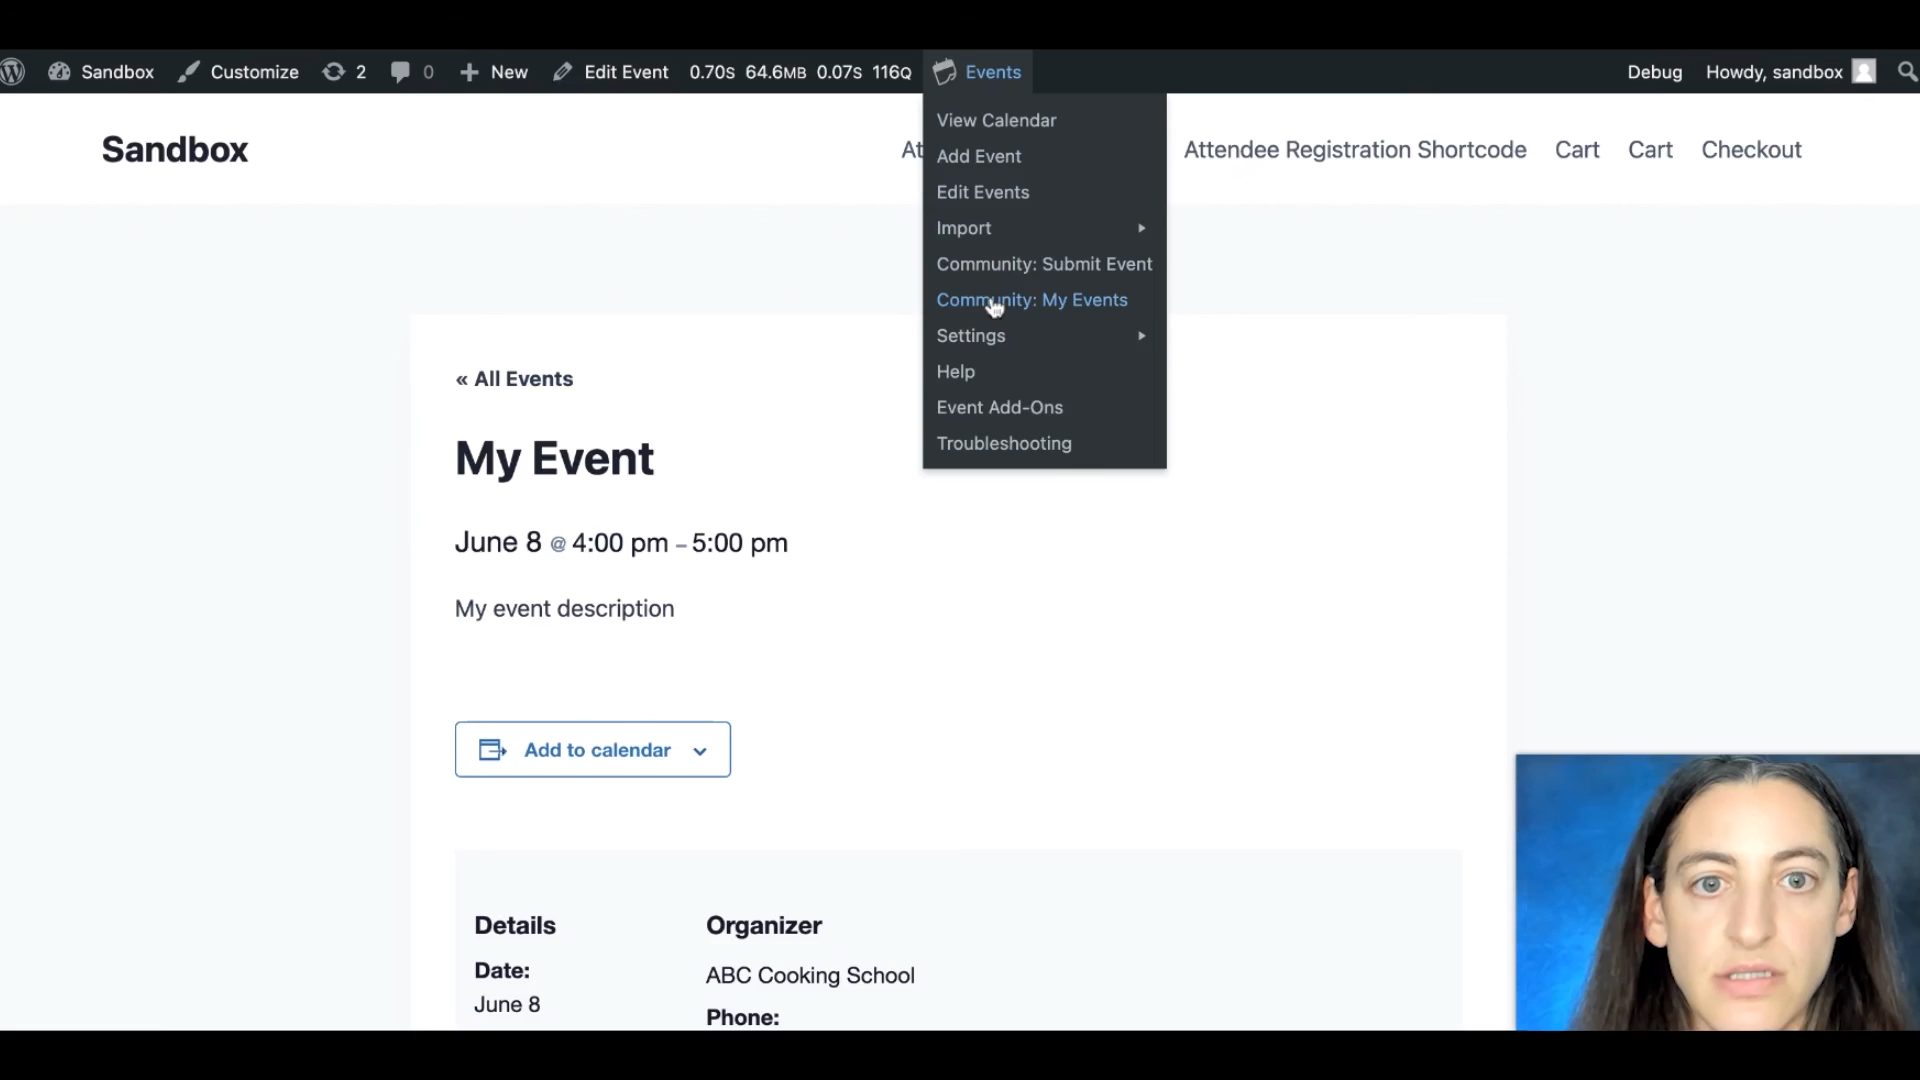 Sandbox Customize 2 0 New Edit Event 0.70S 64.6MB 0.07S 116Q Events Debug Howdy, sandbox
Sandbox
At
Attendee Registration Shortcode Cart Cart Checkout
View Calendar
Add Event
Edit Events
Import
Community: Submit Event
Community: My Events
Settings
Help
Event Add-Ons
Troubleshooting
« All Events
My Event
June 8 @ 4:00 pm – 5:00 pm
My event description
Add to calendar
Details
Date:
June 8
Organizer
ABC Cooking School
Phone: